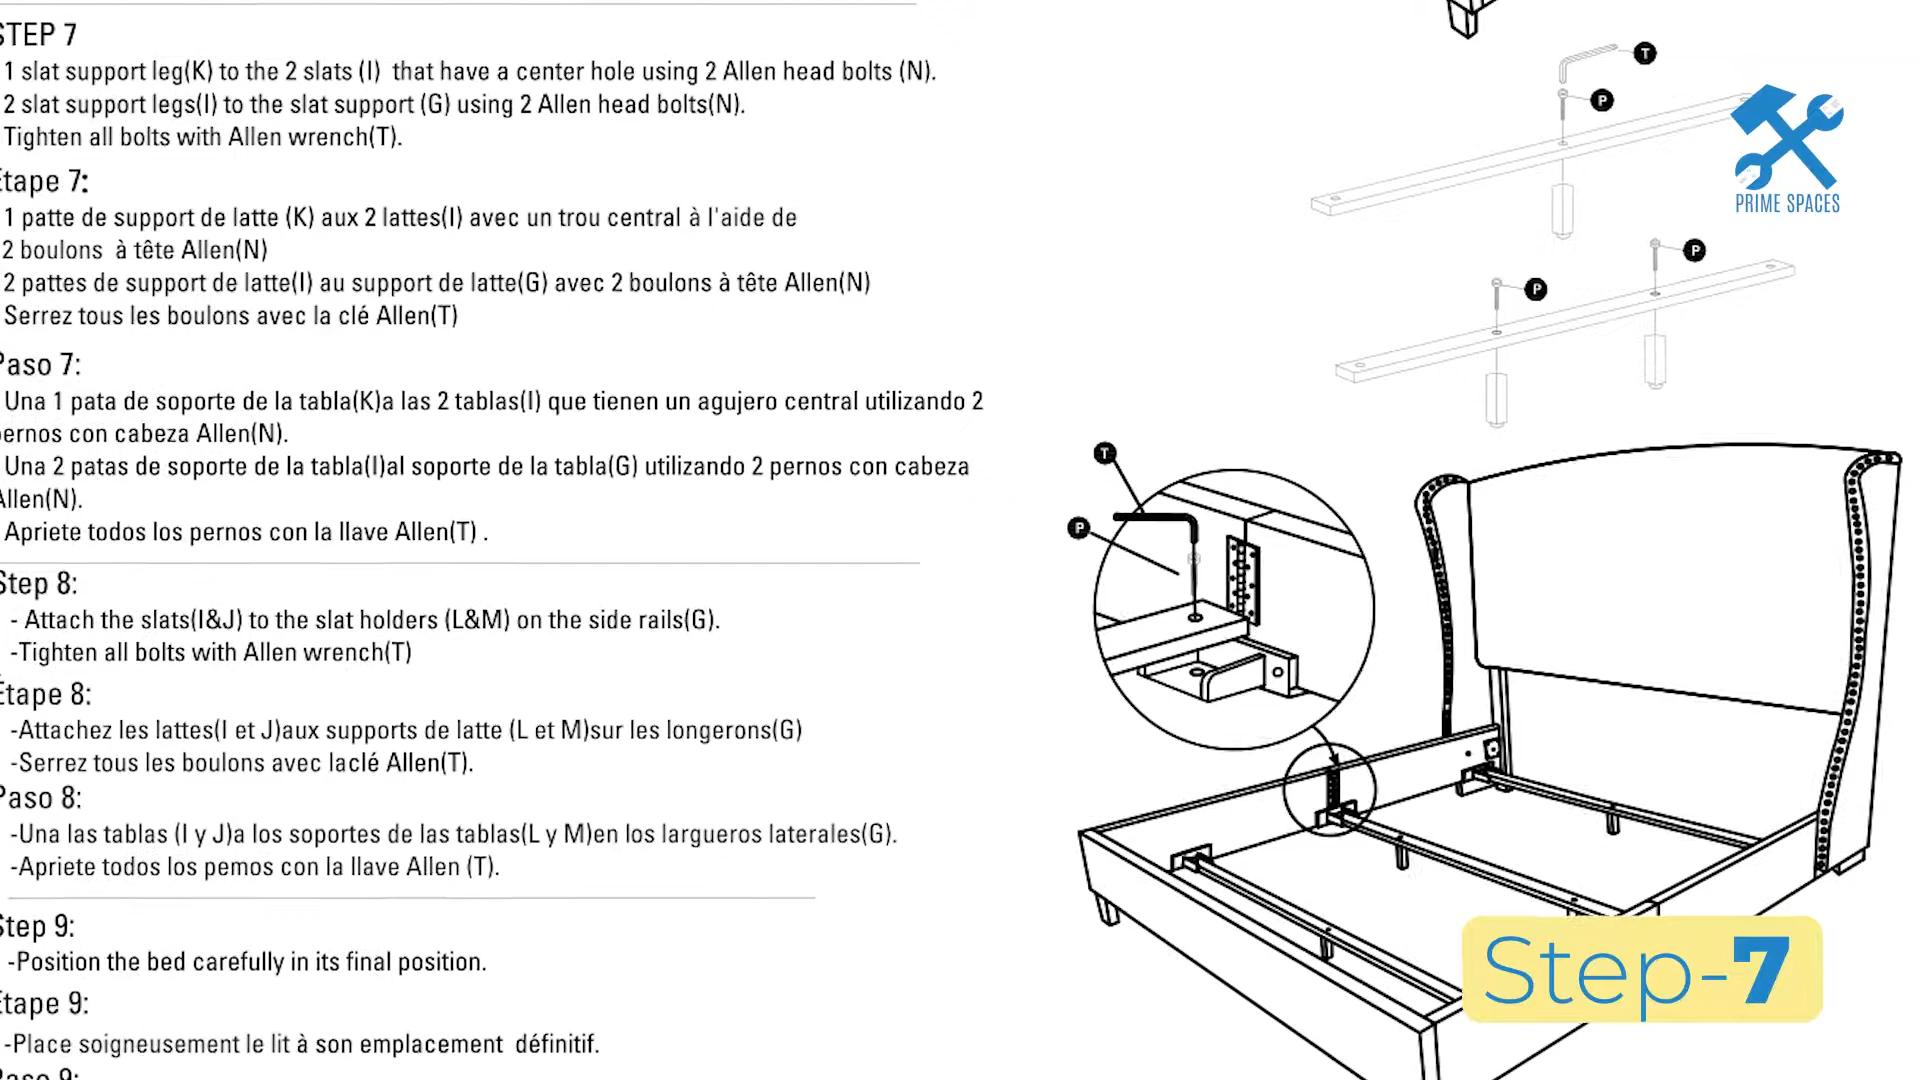 STEP 7
1 slat support leg(K) to the 2 slats (I) that have a center hole using 2 Allen head bolts (N).
2 slat support legs(I) to the slat support (G) using 2 Allen head bolts(N).
Tighten all bolts with Allen wrench(T).
Étape 7:
1 patte de support de latte (K) aux 2 lattes(I) avec un trou central à l'aide de
2 boulons à tête Allen(N)
2 pattes de support de latte(I) au support de latte(G) avec 2 boulons à tête Allen(N)
Serrez tous les boulons avec la clé Allen(T)
Paso 7:
Una 1 pata de soporte de la tabla(K)a las 2 tablas(I) que tienen un agujero central utilizando 2
pernos con cabeza Allen(N).
Una 2 patas de soporte de la tabla(I)al soporte de la tabla(G) utilizando 2 pernos con cabeza
Allen(N).
Apriete todos los pernos con la llave Allen(T) .
Step 8:
- Attach the slats(I&J) to the slat holders (L&M) on the side rails(G).
-Tighten all bolts with Allen wrench(T)
Étape 8:
-Attachez les lattes(I et J)aux supports de latte (L et M)sur les longerons(G)
-Serrez tous les boulons avec laclé Allen(T).
Paso 8:
-Una las tablas (I y J)a los soportes de las tablas(L y M)en los largueros laterales(G).
-Apriete todos los pemos con la llave Allen (T).
Step 9:
-Position the bed carefully in its final position.
Étape 9:
-Place soigneusement le lit à son emplacement définitif.
Paso 9:
T
P
PRIME SPACES
P
P
T
P
Step-7